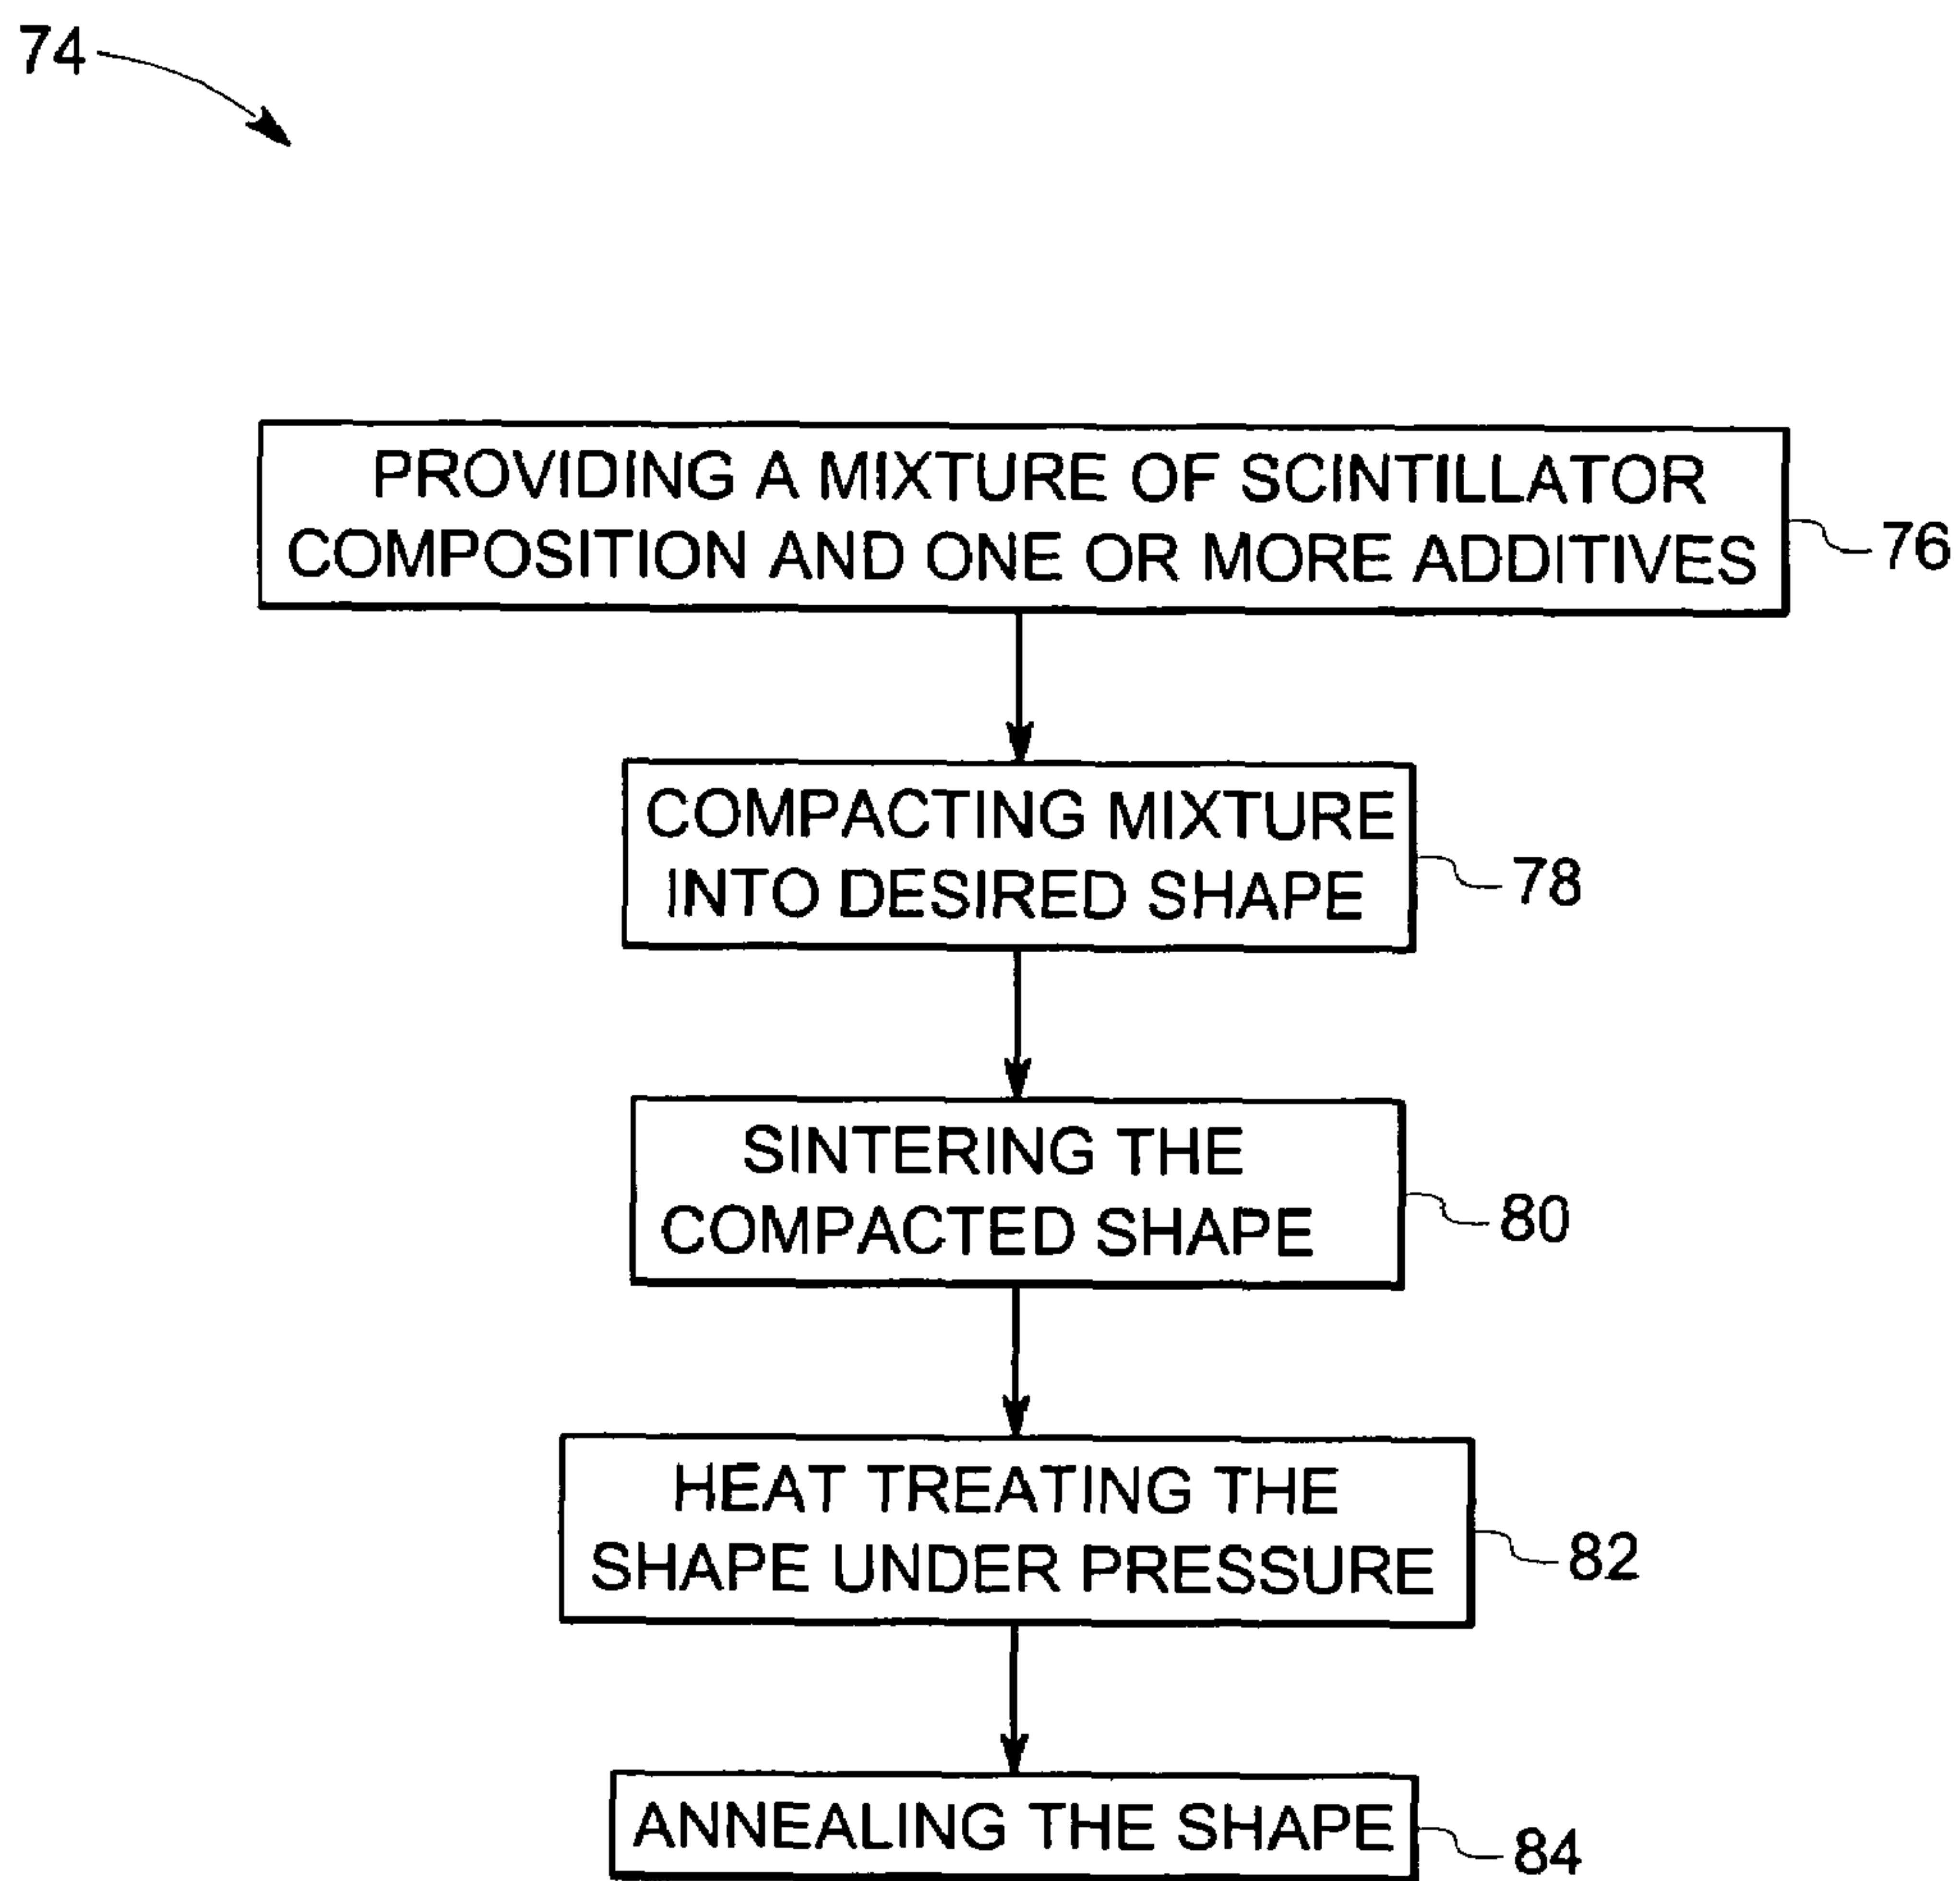 74
PROVIDING A MIXTURE OF SCINTILLATOR
COMPOSITION AND ONE OR MORE ADDITIVES
76
COMPACTING MIXTURE
INTO DESIRED SHAPE
78
SINTERING THE
COMPACTED SHAPE
80
HEAT TREATING THE
SHAPE UNDER PRESSURE
82
ANNEALING THE SHAPE
84